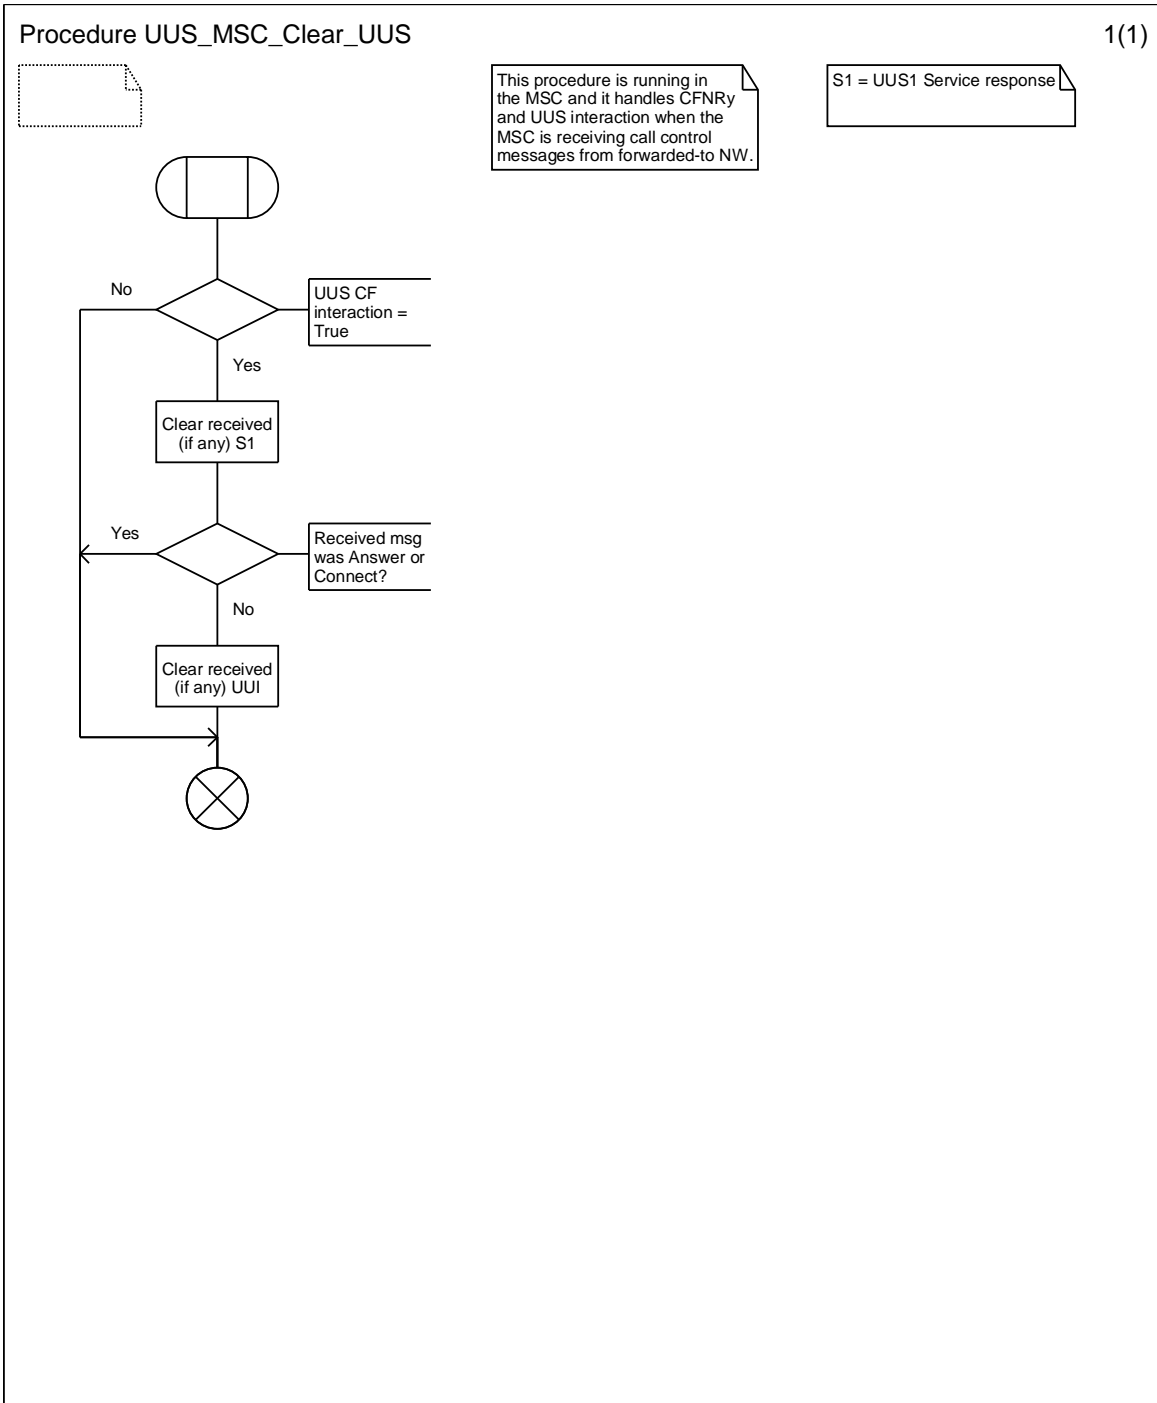 Procedure UUS_MSC_Clear_UUS
1(1)
This procedure is running in
the MSC and it handles CFNRy
and UUS interaction when the
MSC is receiving call control
messages from forwarded-to NW.
S1 = UUS1 Service response
No
UUS CF
interaction =
True
Yes
Clear received
(if any) S1
Yes
Received msg
was Answer or
Connect?
No
Clear received
(if any) UUI